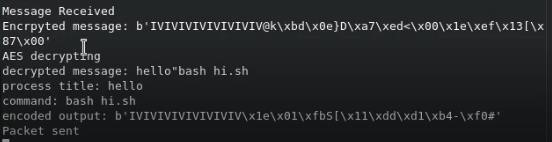 Message Received
Encrpyted message: b'IVIVIVIVIVIVIVIV@k\xbd\x0e}D\xa7\xed<\x00\x1e\xef\x13[\x
87\x00'
AES decrypting
decrypted message: hello"bash hi.sh
process title: hello
command: bash hi.sh
encoded output: b'IVIVIVIVIVIVIVIV\x1e\x01\xfbS[\x11\xdd\xd1\xb4-\xf0#'
Packet sent